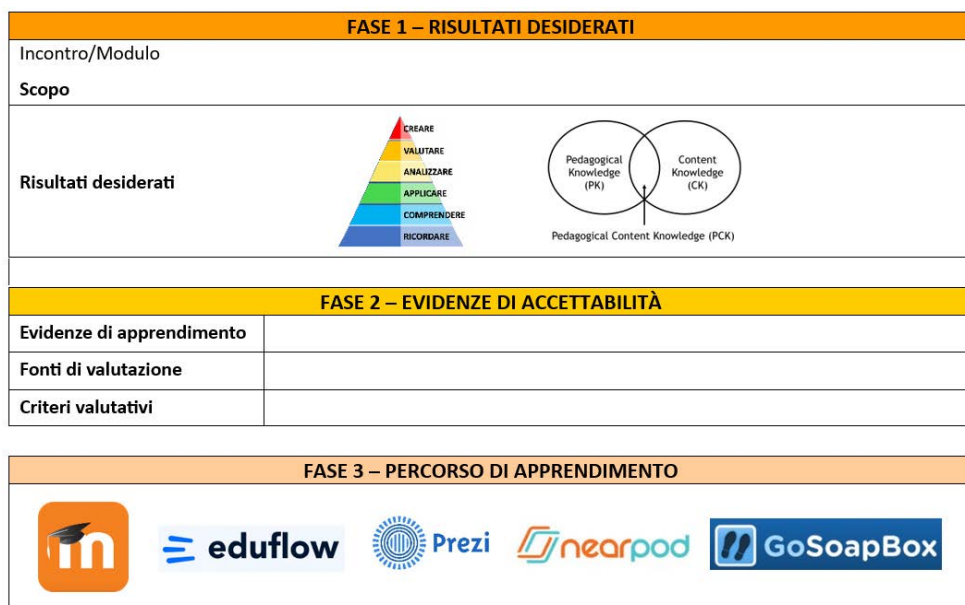 FASE 1 – RISULTATI DESIDERATI
Incontro/Modulo
Scopo
Risultati desiderati
CREARE
VALUTARE
ANALIZZARE
APPLICARE
COMPRENDERE
RICORDARE
Pedagogical
Knowledge
(PK)
Content
Knowledge
(CK)
Pedagogical Content Knowledge (PCK)
FASE 2 – EVIDENZE DI ACCETTABILITÀ
Evidenze di apprendimento
Fonti di valutazione
Criteri valutativi
FASE 3 – PERCORSO DI APPRENDIMENTO
m
eduflow
Prezi
nearpod
GoSoapBox